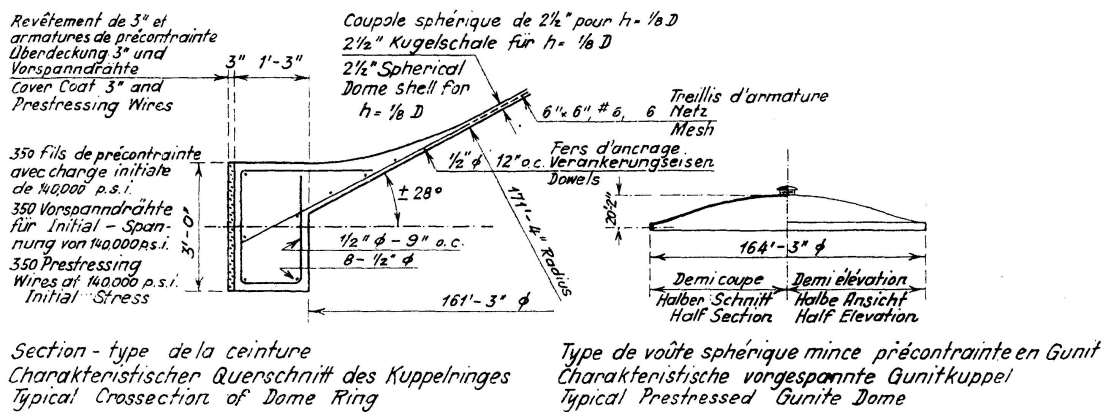 Revêtement de 3" et
armatures de précontrainte
Überdeckung 3" und
Vorspanndrähte
Cover Coat 3" and
Prestressing Wires
3" 1'-3"
Coupole sphérique de 2½" pour h = 1/8 D
2½" Kugelschale für h = 1/8 D
2½" Spherical
Dome shell for
h = 1/8 D
6"x 6", # 6, 6
Treillis d'armature
Netz
Mesh
½" φ 12" o.c.
Fers d'ancrage
Verankerungseisen
Dowels
350 fils de précontrainte
avec charge initiale
de 140,000 p.s.i.
350 Vorspanndrähte
für Initial - Span-
nung von 140,000 p.s.i.
350 Prestressing
Wires at 140,000 p.s.i.
Initial Stress
3'-0"
± 28°
½" φ - 9" o.c.
8 - ½" φ
171'-4" Radius
161'-3" φ
20'-2"
164'-3" φ
Demi coupe
Halber Schnitt
Half Section
Demi élévation
Halbe Ansicht
Half Elevation
Section - type de la ceinture
Charakteristischer Querschnitt des Kuppelringes
Typical Crossection of Dome Ring
Type de voûte sphérique mince précontrainte en Gunit
Charakteristische vorgespannte Gunitkuppel
Typical Prestressed Gunite Dome